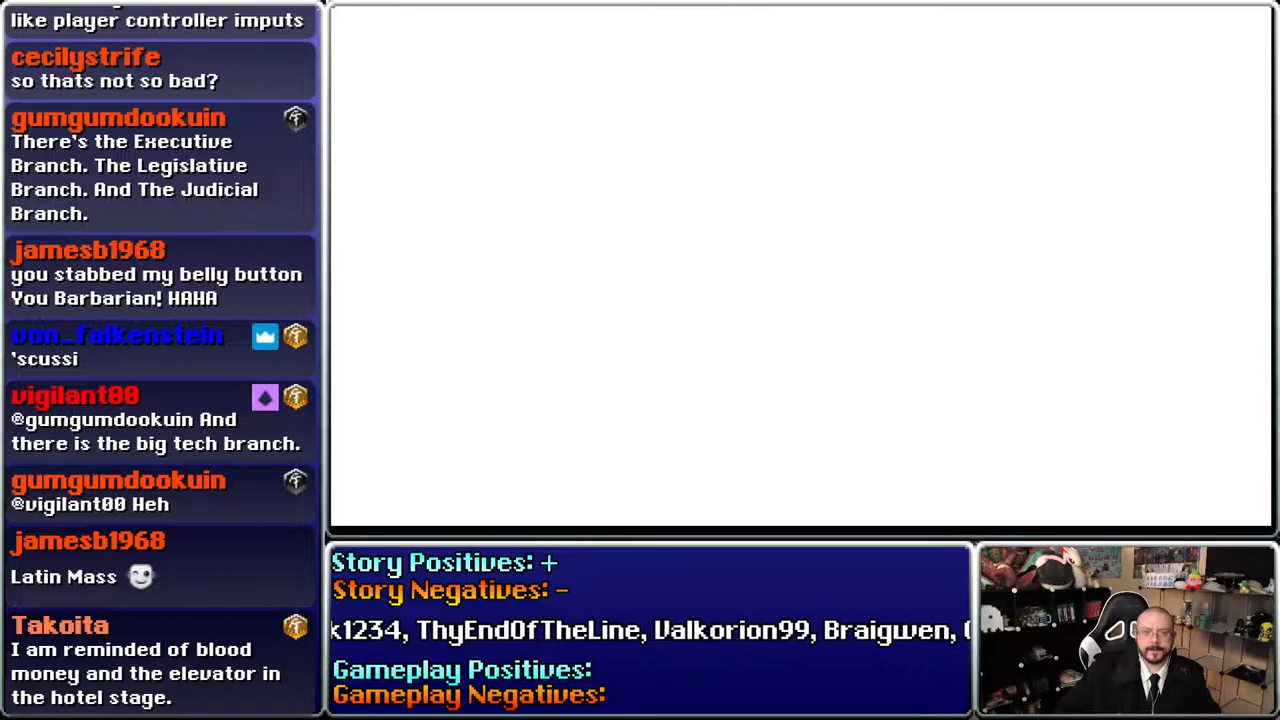 like player controller imputs
cecilystrife
so thats not so bad?
gumgumdookuin
There's the Executive
Branch. The Legislative
Branch. And The Judicial
Branch.
jamesb1968
you stabbed my belly button
You Barbarian! HAHA
von_falkenstein
'scussi
vigilant00
@gumgumdookuin And
there is the big tech branch.
gumgumdookuin
@vigilant00 Heh
jamesb1968
Latin Mass
Takoita
I am reminded of blood
money and the elevator in
the hotel stage.
Story Positives: +
Story Negatives: -
k1234, ThyEndOfTheLine, Valkorion99, Braigwen,
Gameplay Positives:
Gameplay Negatives: